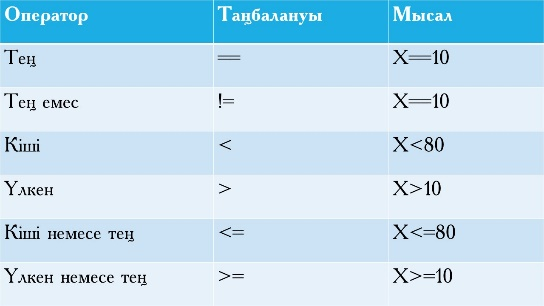 Оператор Таңбалануы Мысал
Тең == X==10
Тең емес != X==10
Кіші < X<80
Үлкен > X>10
Кіші немесе тең <= X<=80
Үлкен немесе тең >= X>=10